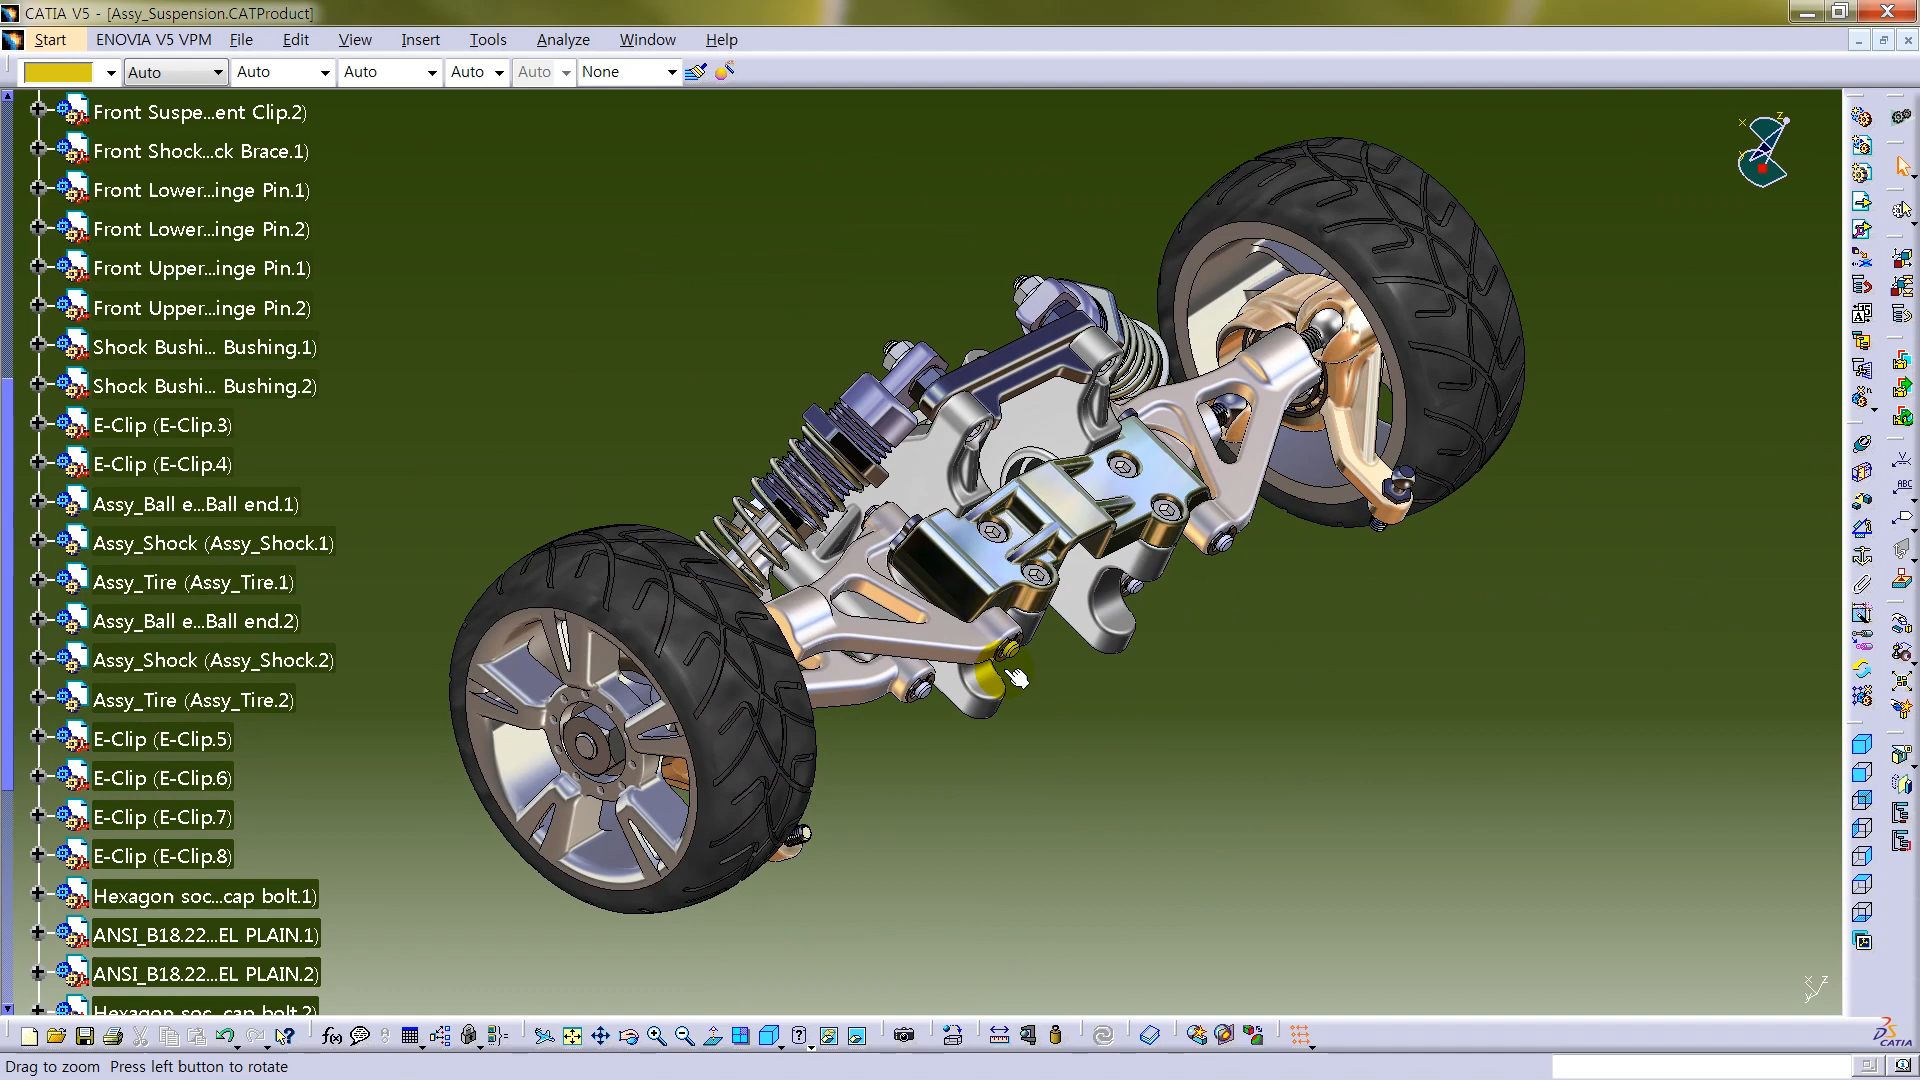 CATIA V5 - [Assy_Suspension.CATProduct]
Start ENOVIA V5 VPM File Edit View Insert Tools Analyze Window Help
Auto Auto Auto Auto Auto None
Front Suspe...ent Clip.2)
Front Shock...ck Brace.1)
Front Lower...inge Pin.1)
Front Lower...inge Pin.2)
Front Upper...inge Pin.1)
Front Upper...inge Pin.2)
Shock Bushi... Bushing.1)
Shock Bushi... Bushing.2)
E-Clip (E-Clip.3)
E-Clip (E-Clip.4)
Assy_Ball e...Ball end.1)
Assy_Shock (Assy_Shock.1)
Assy_Tire (Assy_Tire.1)
Assy_Ball e...Ball end.2)
Assy_Shock (Assy_Shock.2)
Assy_Tire (Assy_Tire.2)
E-Clip (E-Clip.5)
E-Clip (E-Clip.6)
E-Clip (E-Clip.7)
E-Clip (E-Clip.8)
Hexagon soc...cap bolt.1)
ANSI_B18.22...EL PLAIN.1)
ANSI_B18.22...EL PLAIN.2)
Hexagon soc...cap bolt.2)
x z
ABC
x z
y
f(x)
CATIA
Drag to zoom Press left button to rotate